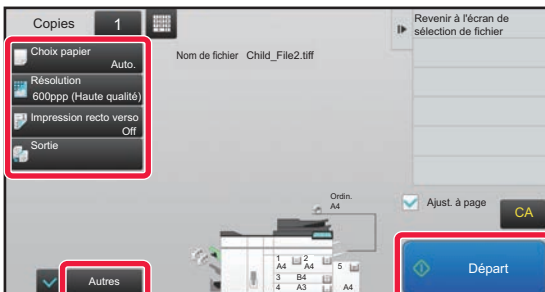 Copies 1
Revenir à l'écran de
sélection de fichier
Choix papier
Auto.
Nom de fichier Child_File2.tiff
Résolution
600ppp (Haute qualité)
Impression recto verso
Off
Sortie
Ordin.
A4
Ajust. à page
CA
1 2
A4 A4 5
3 B4
4 A3 A4
Autres
Départ